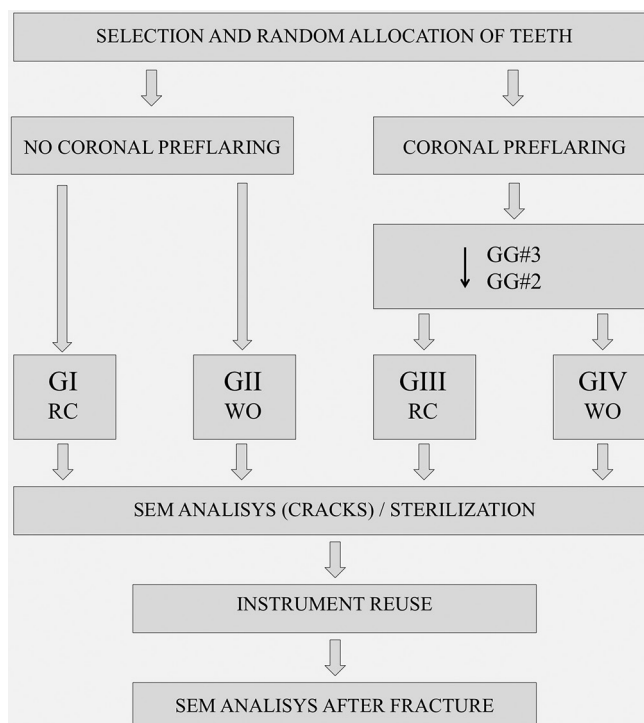 SELECTION AND RANDOM ALLOCATION OF TEETH
NO CORONAL PREFLARING
CORONAL PREFLARING
GG#3
GG#2
GI
RC
GII
WO
GIII
RC
GIV
WO
SEM ANALISYS (CRACKS) / STERILIZATION
INSTRUMENT REUSE
SEM ANALISYS AFTER FRACTURE